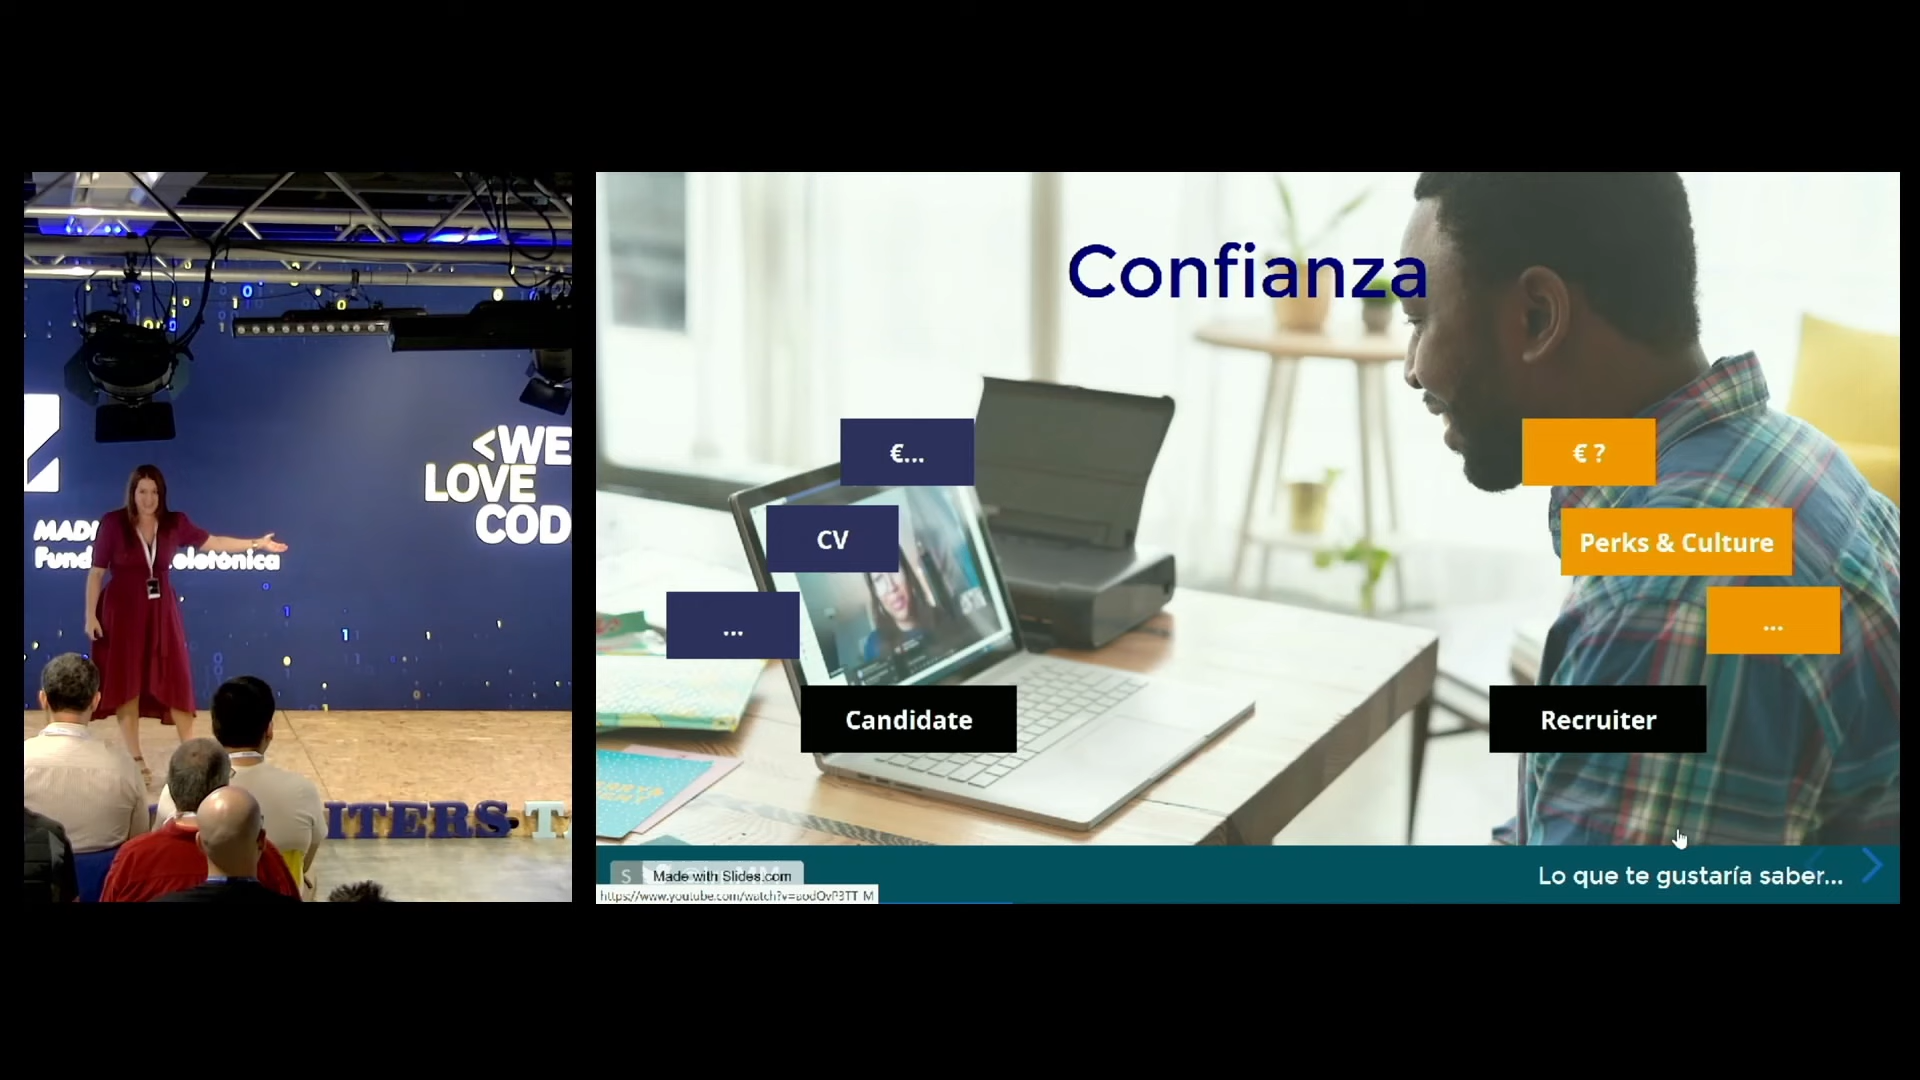 <WE
LOVE
COD
MAD
Fund
elefónica
ITERS-T
Confianza
€...
CV
...
Candidate
€ ?
Perks & Culture
...
Recruiter
S
Made with Slides.com
Lo que te gustaría saber...